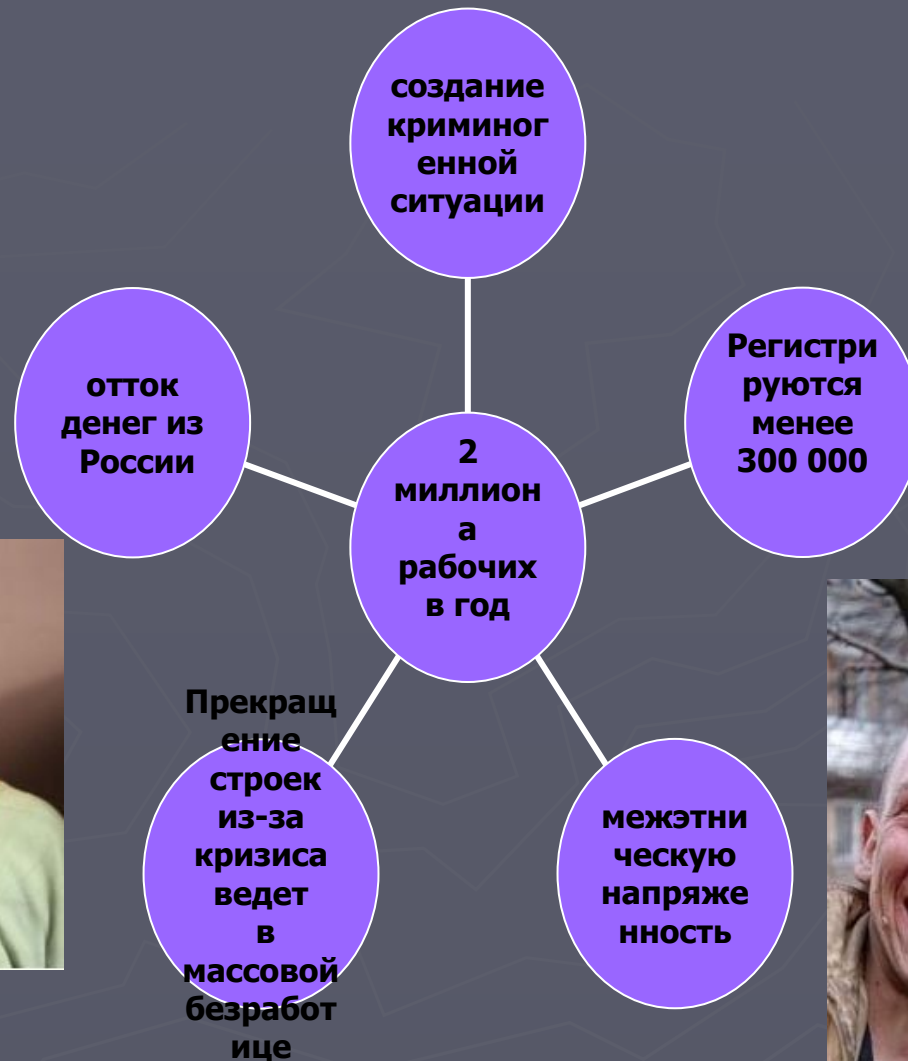 создание
криминог
енной
ситуации
отток
денег из
России
Регистри
руются
менее
300 000
2
миллион
а
рабочих
в год
Прекращ
ение
строек
из-за
кризиса
ведет
в
массовой
безработ
ице
межэтни
ческую
напряже
нность